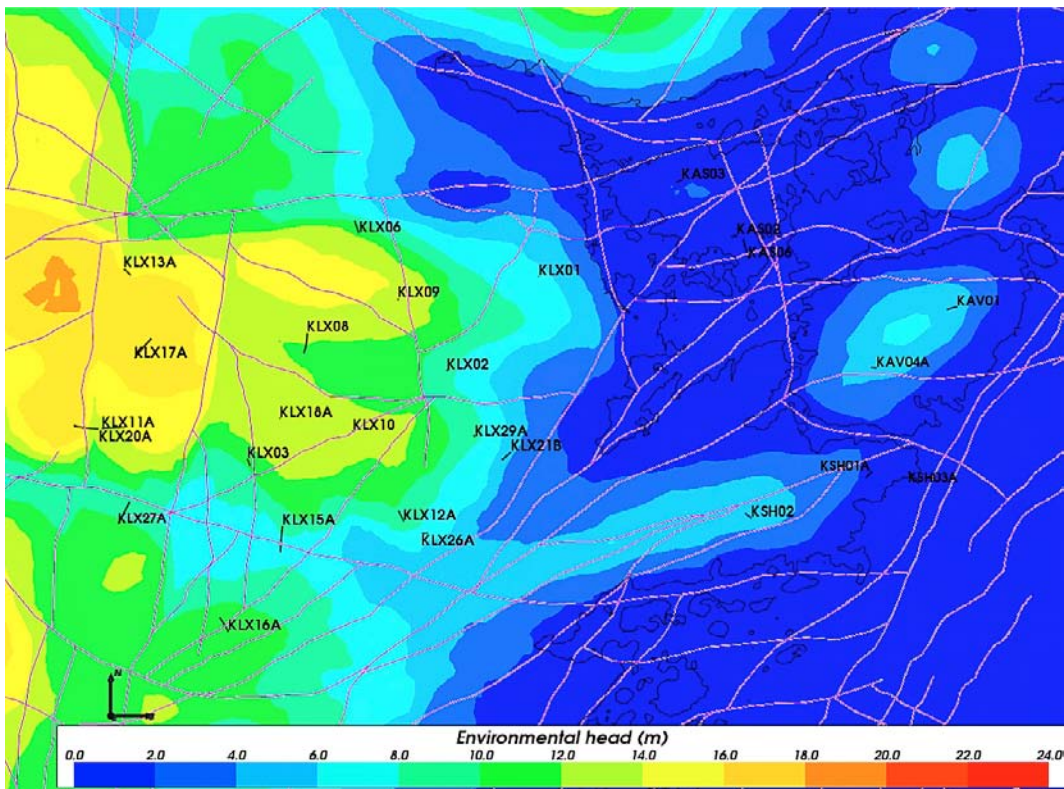 KAS03
KLX06
KAS02
KAS06
KLX13A
KLX01
KLX09
KAV01
KLX08
KLX17A
KLX02
KAV04A
KLX18A
KLX11A
KLX10
KLX20A
KLX29A
KLX21B
KLX03
KSH01A
KSH03A
KLX27A
KLX15A
KLX12A
KSH02
KLX26A
KLX16A
N
Environmental head (m)
0.0 2.0 4.0 6.0 8.0 10.0 12.0 14.0 16.0 18.0 20.0 22.0 24.0